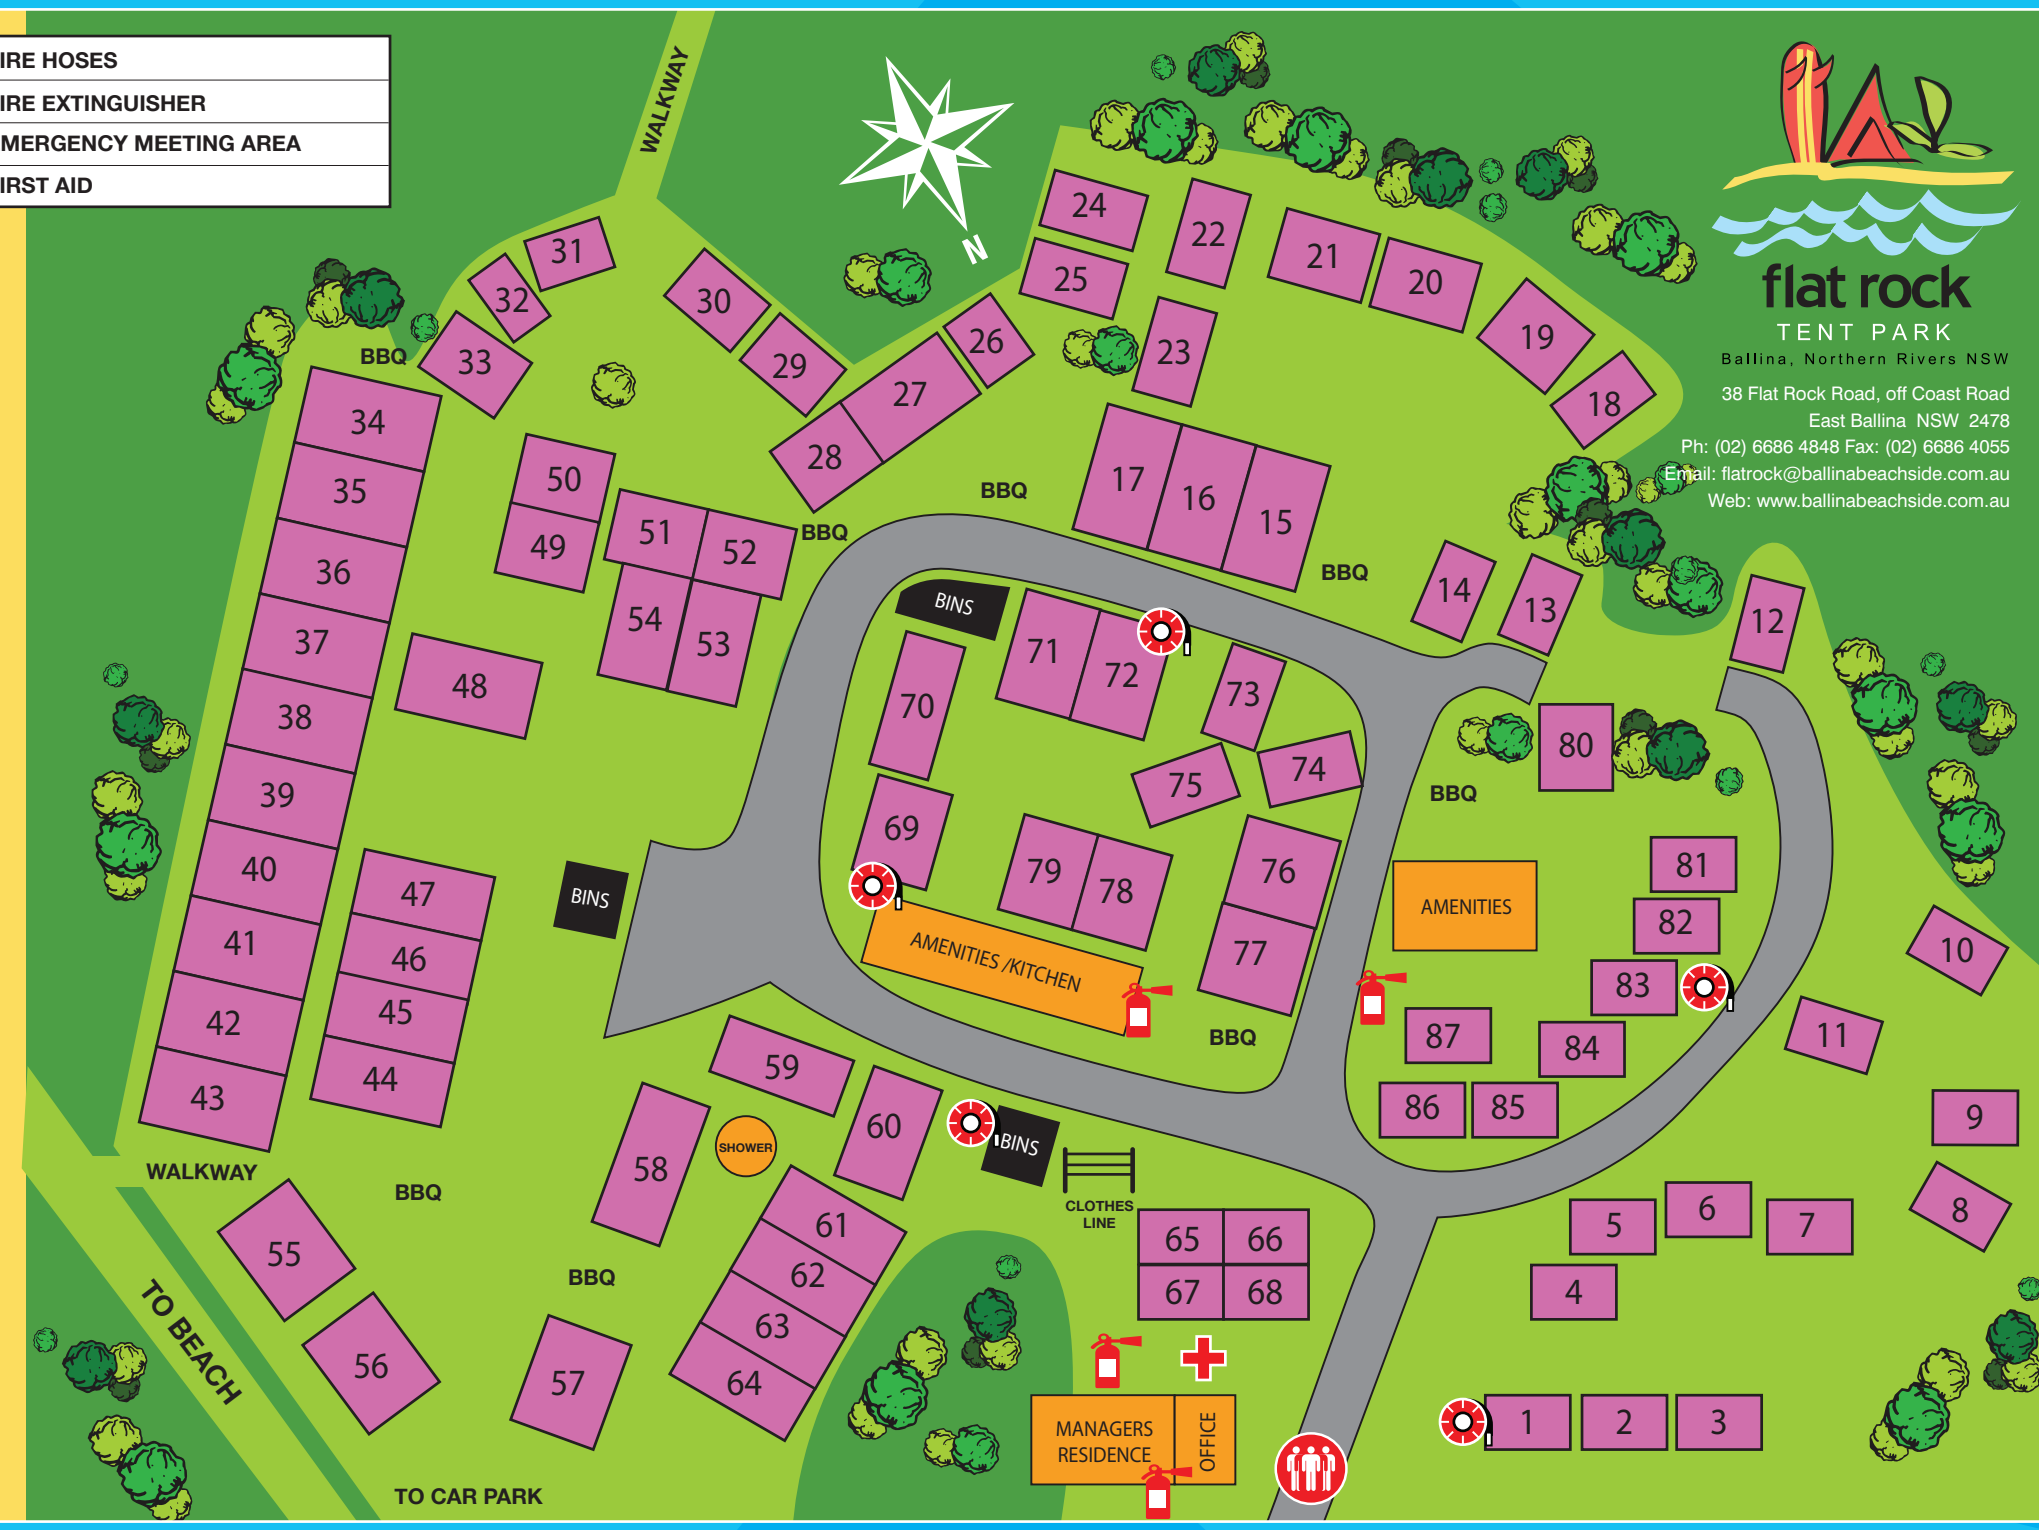 IRE HOSES
IRE EXTINGUISHER
MERGENCY MEETING AREA
IRST AID
WALKWAY
N
flat rock
TENT PARK
Ballina, Northern Rivers NSW
38 Flat Rock Road, off Coast Road
East Ballina NSW 2478
Ph: (02) 6686 4848 Fax: (02) 6686 4055
Email: flatrock@ballinabeachside.com.au
Web: www.ballinabeachside.com.au
24
22
31
21
25
20
32
30
19
26
23
BBQ
33
29
27
18
34
28
50
17
35
BBQ
16
15
51
BBQ
49
52
36
BBQ
14
BINS
13
54
12
37
53
71
72
48
73
70
38
80
74
75
39
BBQ
69
40
47
79
78
76
81
BINS
AMENITIES
82
41
46
AMENITIES /KITCHEN
77
10
83
45
42
BBQ
87
84
11
59
44
43
86
85
9
60
BINS
SHOWER
58
WALKWAY
BBQ
CLOTHES
LINE
61
6
8
5
7
65
66
55
62
BBQ
67
68
4
TO BEACH
63
56
57
64
MANAGERS
RESIDENCE
OFFICE
1
2
3
TO CAR PARK